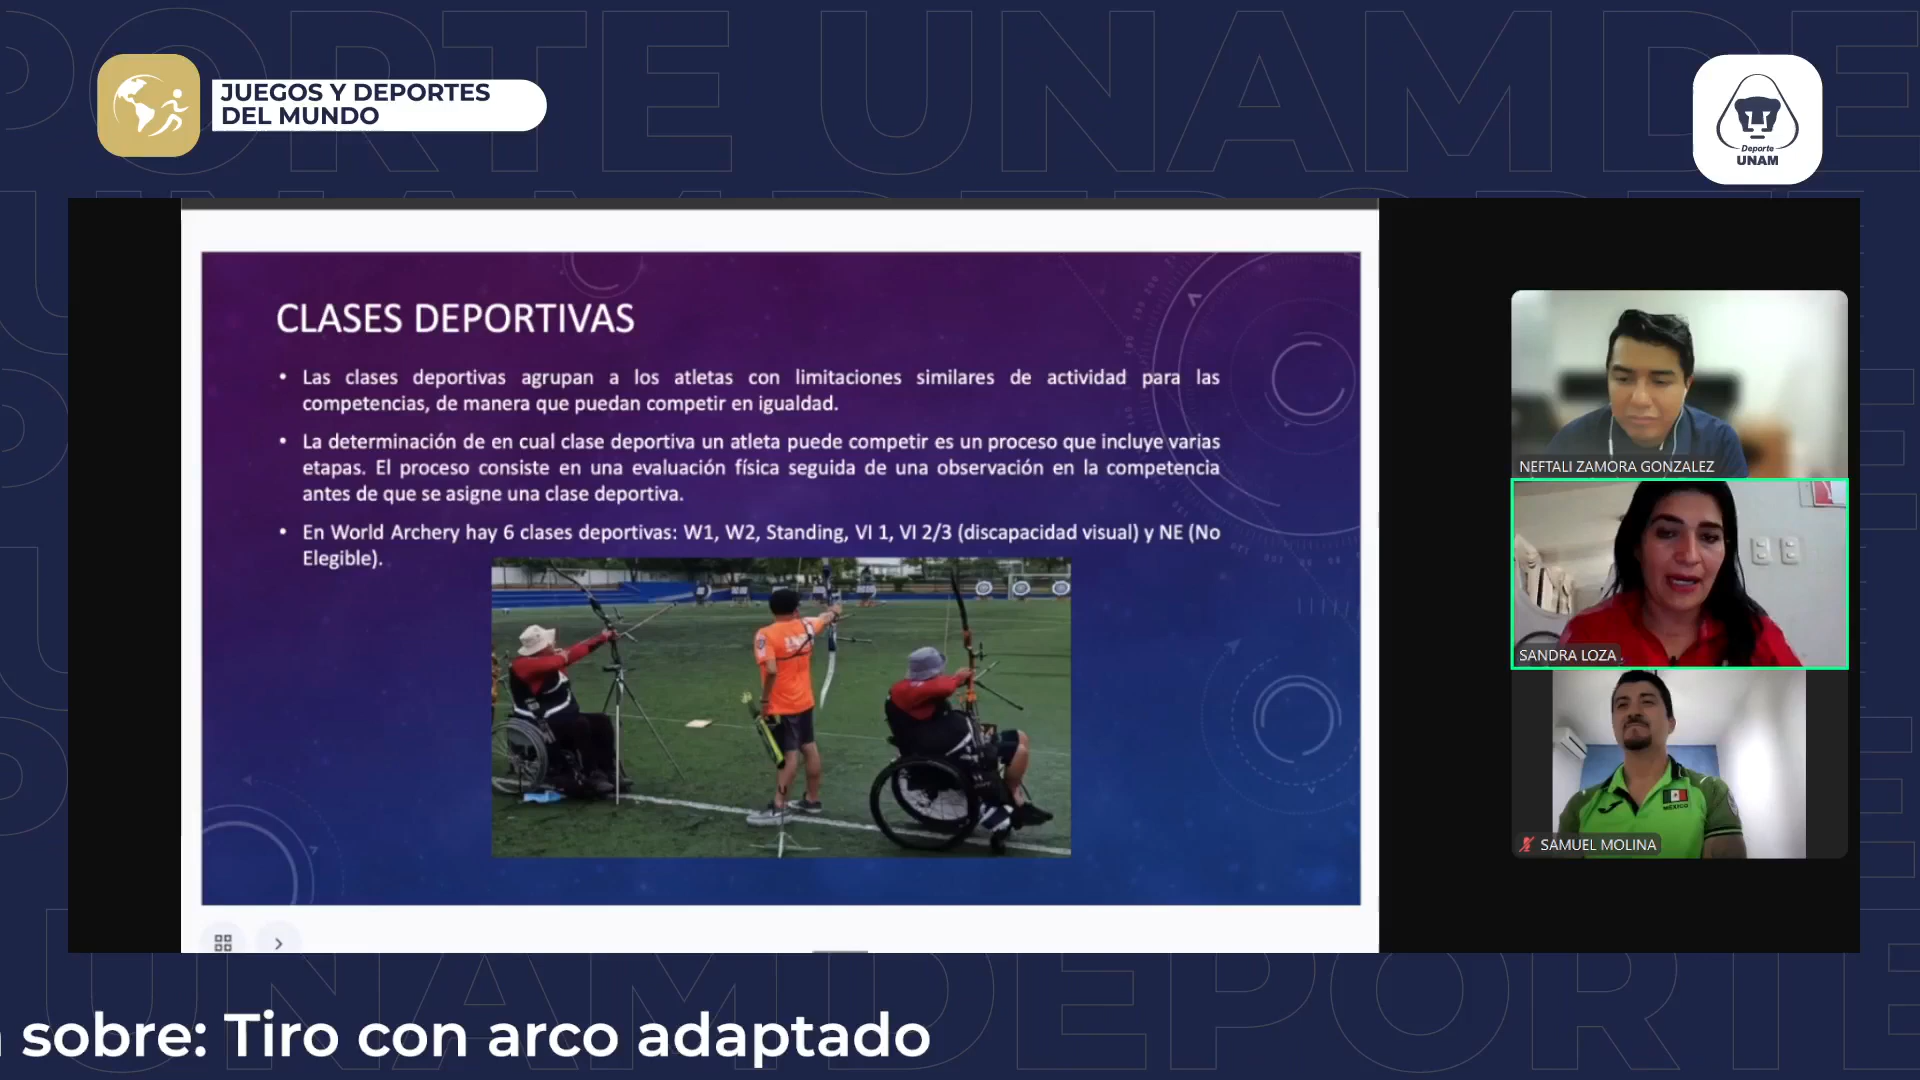 JUEGOS Y DEPORTES
DEL MUNDO
Deporte
UNAM
CLASES DEPORTIVAS
• Las clases deportivas agrupan a los atletas con limitaciones similares de actividad para las
competencias, de manera que puedan competir en igualdad.
• La determinación de en cual clase deportiva un atleta puede competir es un proceso que incluye varias
etapas. El proceso consiste en una evaluación física seguida de una observación en la competencia
antes de que se asigne una clase deportiva.
• En World Archery hay 6 clases deportivas: W1, W2, Standing, VI 1, VI 2/3 (discapacidad visual) y NE (No
Elegible).
NEFTALI ZAMORA GONZALEZ
SANDRA LOZA .
MÉXICO
SAMUEL MOLINA
sobre: Tiro con arco adaptado